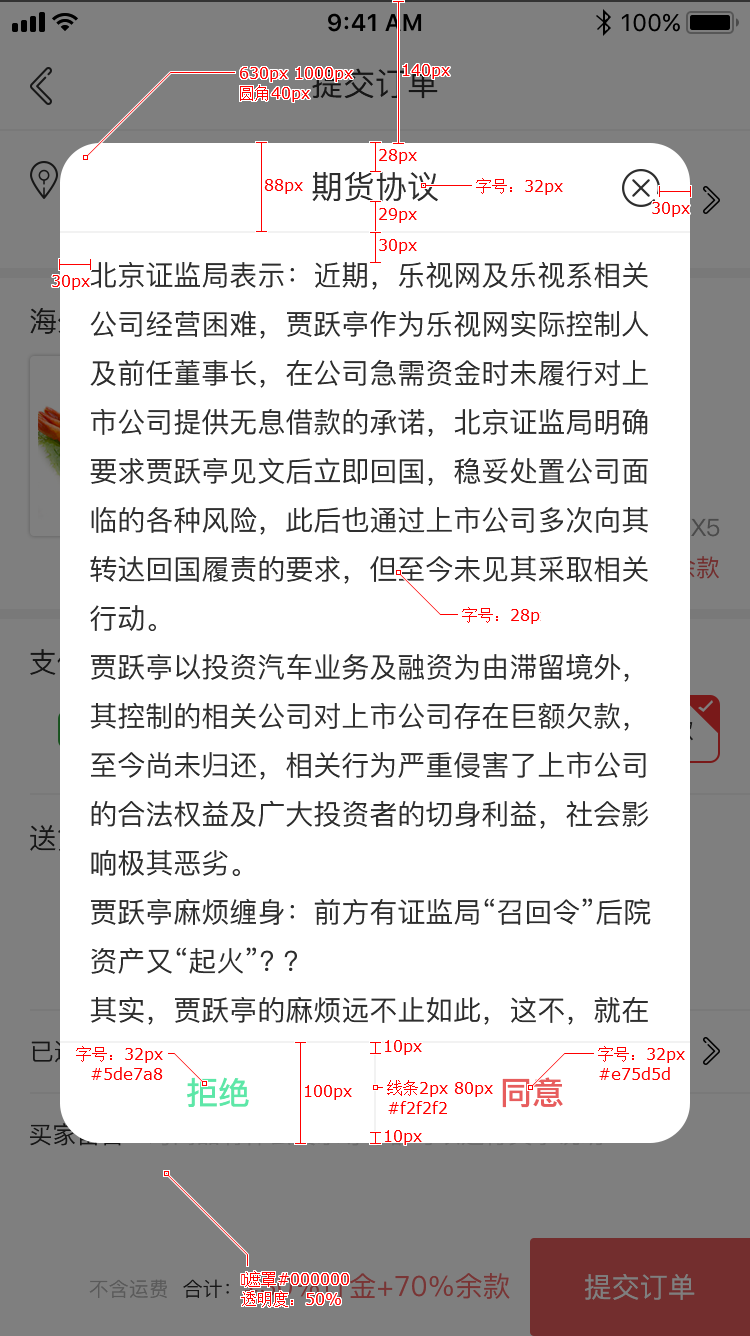 9:41 AM
100%
630px 1000px
圆角40px
140px
提交订单
28px
88px
期货协议
字号：32px
29px
30px
30px
30px
北京证监局表示：近期，乐视网及乐视系相关
公司经营困难，贾跃亭作为乐视网实际控制人
及前任董事长，在公司急需资金时未履行对上
市公司提供无息借款的承诺，北京证监局明确
要求贾跃亭见文后立即回国，稳妥处置公司面
临的各种风险，此后也通过上市公司多次向其
转达回国履责的要求，但至今未见其采取相关
行动。
字号：28p
贾跃亭以投资汽车业务及融资为由滞留境外，
其控制的相关公司对上市公司存在巨额欠款，
至今尚未归还，相关行为严重侵害了上市公司
的合法权益及广大投资者的切身利益，社会影
响极其恶劣。
贾跃亭麻烦缠身：前方有证监局“召回令”后院
资产又“起火”？？
其实，贾跃亭的麻烦远不止如此，这不，就在
海
X5
余款
支
送
已
买家留言
字号：32px
#5de7a8
拒绝
100px
10px
线条2px 80px
#f2f2f2
10px
字号：32px
#e75d5d
同意
遮罩#000000
透明度：50%
不含运费
合计：
金+70%余款
提交订单